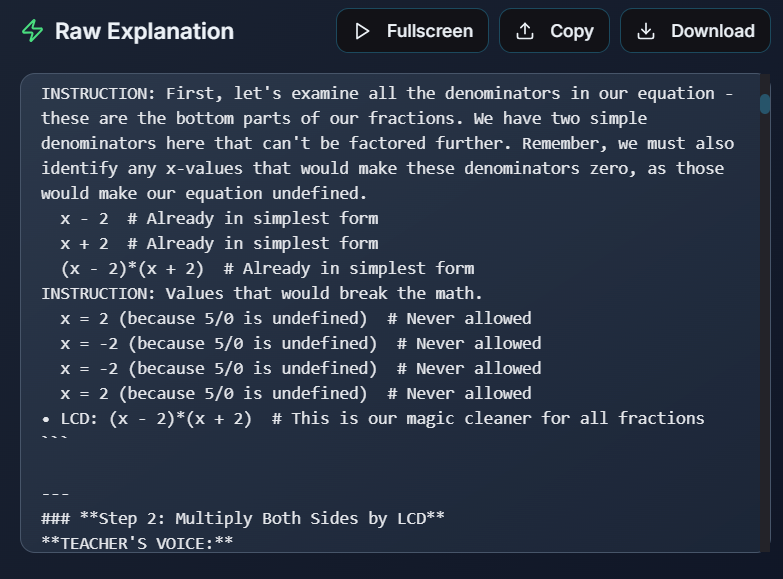 Raw Explanation
Fullscreen
Copy
Download
INSTRUCTION: First, let's examine all the denominators in our equation -
these are the bottom parts of our fractions. We have two simple
denominators here that can't be factored further. Remember, we must also
identify any x-values that would make these denominators zero, as those
would make our equation undefined.
  x - 2  # Already in simplest form
  x + 2  # Already in simplest form
  (x - 2)*(x + 2)  # Already in simplest form
INSTRUCTION: Values that would break the math.
  x = 2 (because 5/0 is undefined)  # Never allowed
  x = -2 (because 5/0 is undefined)  # Never allowed
  x = -2 (because 5/0 is undefined)  # Never allowed
  x = 2 (because 5/0 is undefined)  # Never allowed
• LCD: (x - 2)*(x + 2)  # This is our magic cleaner for all fractions
```
---
### **Step 2: Multiply Both Sides by LCD**
**TEACHER'S VOICE:**